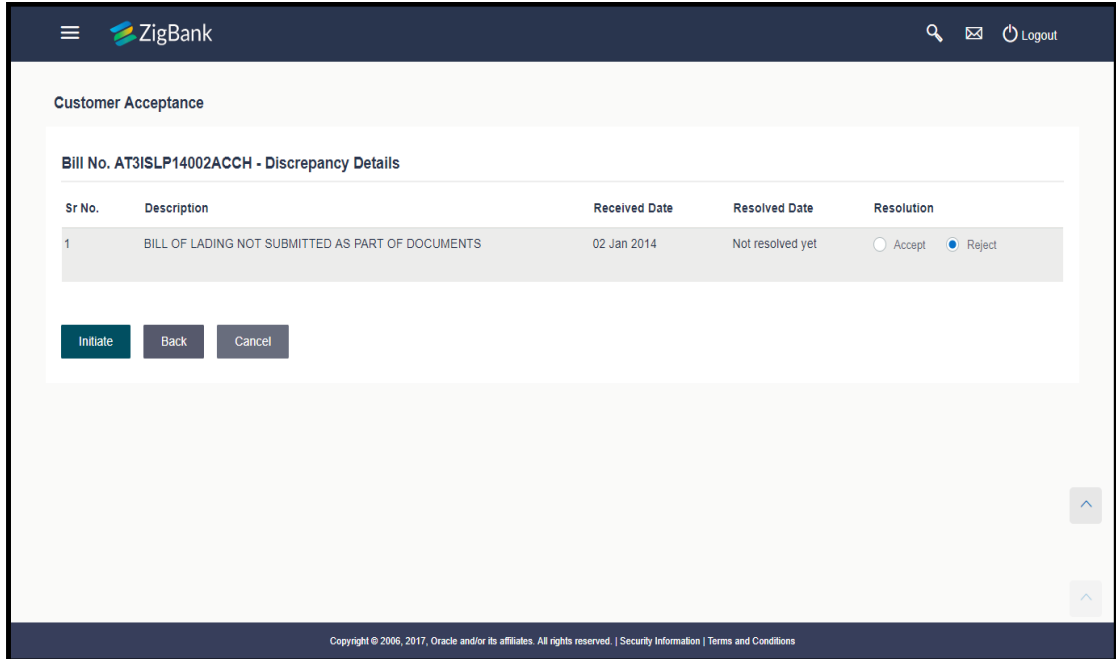 ZigBank
Logout
Customer Acceptance
Bill No. AT3ISLP14002ACCH - Discrepancy Details
Sr No. Description Received Date Resolved Date Resolution
1 BILL OF LADING NOT SUBMITTED AS PART OF DOCUMENTS 02 Jan 2014 Not resolved yet Accept Reject
Initiate Back Cancel
Copyright © 2006, 2017, Oracle and/or its affiliates. All rights reserved. | Security Information | Terms and Conditions